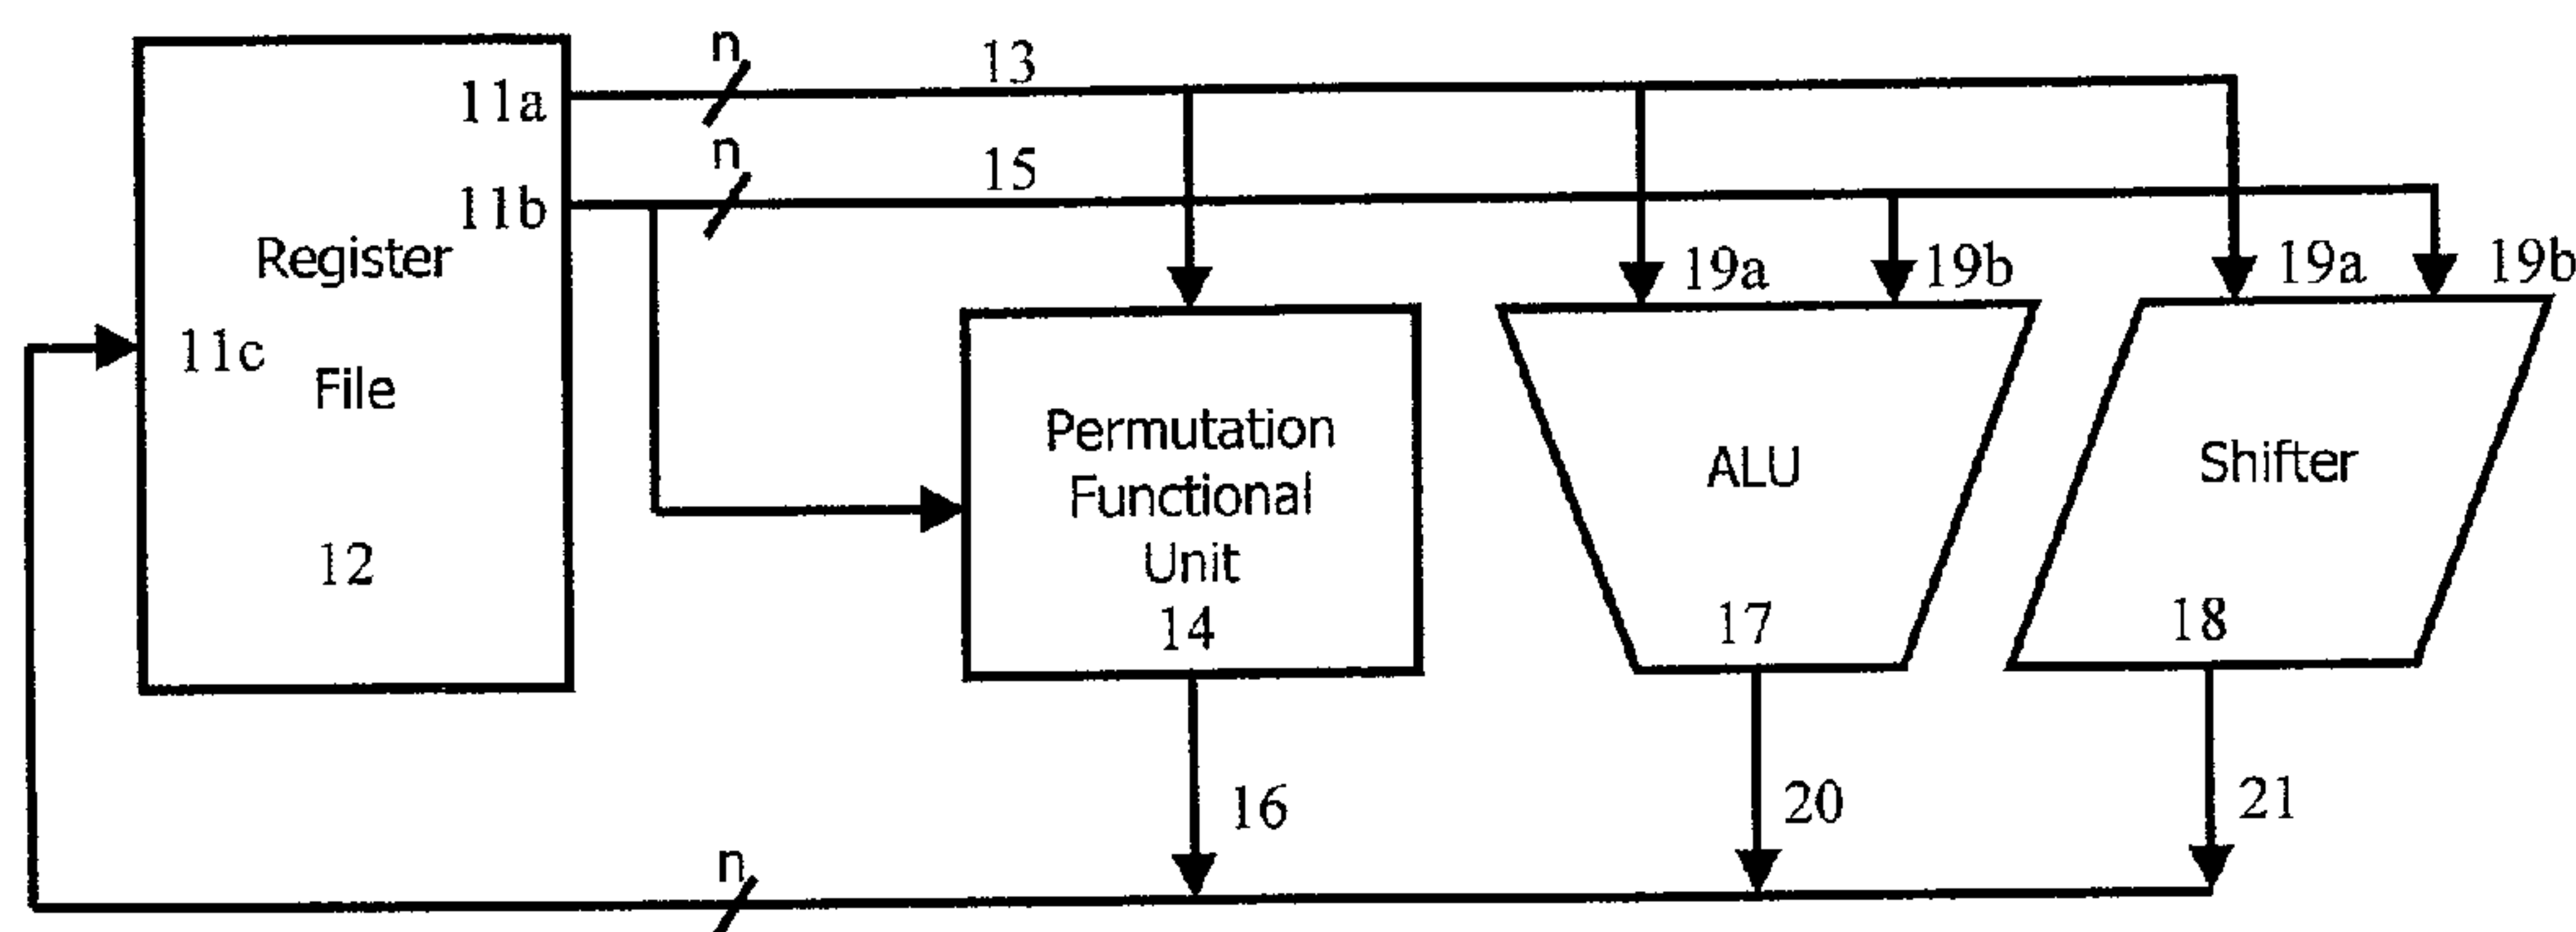 n
13
11a
n
15
11b
Register
File
11c
12
19a
19b
19a
19b
Permutation
Functional
Unit
14
ALU
17
Shifter
18
16
20
21
n